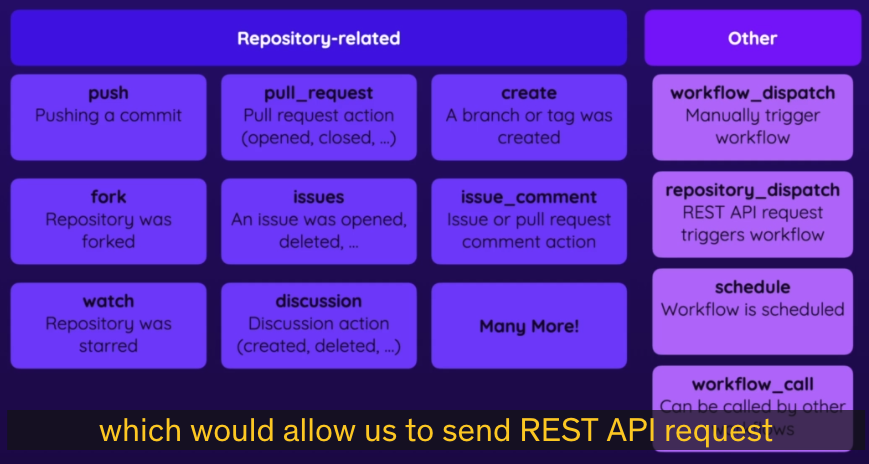 Repository-related
Other
push
Pushing a commit
pull_request
Pull request action
(opened, closed, ...)
create
A branch or tag was
created
workflow_dispatch
Manually trigger
workflow
fork
Repository was
forked
issues
An issue was opened,
deleted, ...
issue_comment
Issue or pull request
comment action
repository_dispatch
REST API request
triggers workflow
watch
Repository was
starred
discussion
Discussion action
(created, deleted, ...)
Many More!
schedule
Workflow is scheduled
workflow_call
Can be called by other
which would allow us to send REST API request